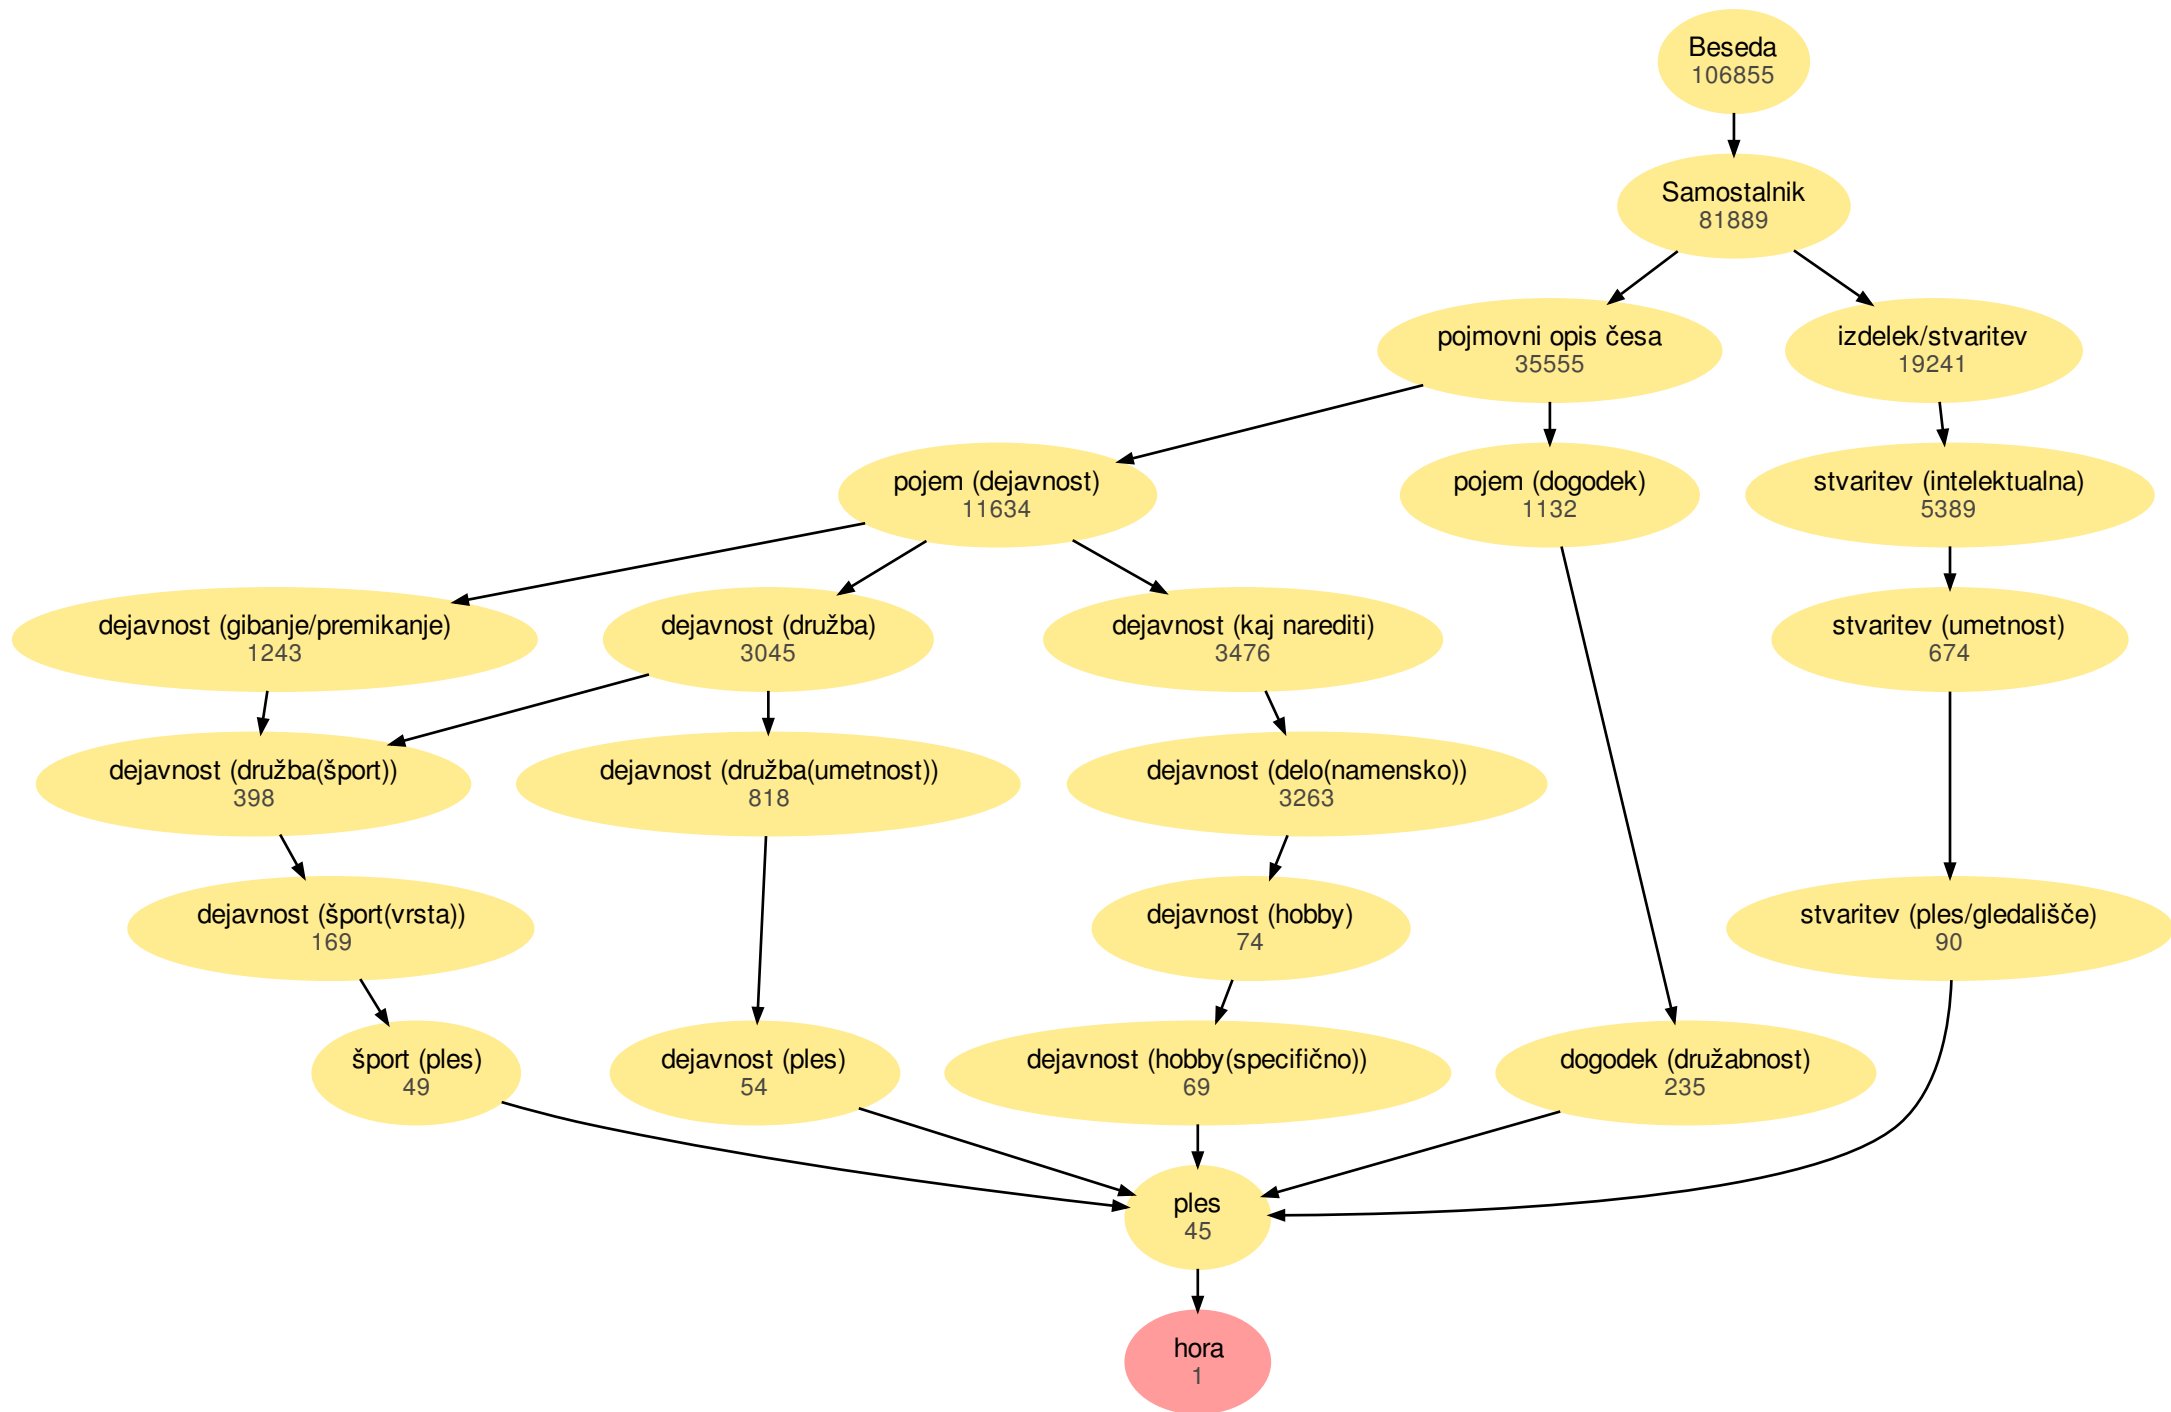 Beseda
106855
Samostalnik
81889
pojmovni opis česa
35555
izdelek/stvaritev
19241
pojem (dejavnost)
11634
pojem (dogodek)
1132
stvaritev (intelektualna)
5389
dejavnost (gibanje/premikanje)
1243
dejavnost (družba)
3045
dejavnost (kaj narediti)
3476
stvaritev (umetnost)
674
dejavnost (družba(šport))
398
dejavnost (družba(umetnost))
818
dejavnost (delo(namensko))
3263
dejavnost (šport(vrsta))
169
dejavnost (hobby)
74
stvaritev (ples/gledališče)
90
šport (ples)
49
dejavnost (ples)
54
dejavnost (hobby(specifično))
69
dogodek (družabnost)
235
ples
45
hora
1